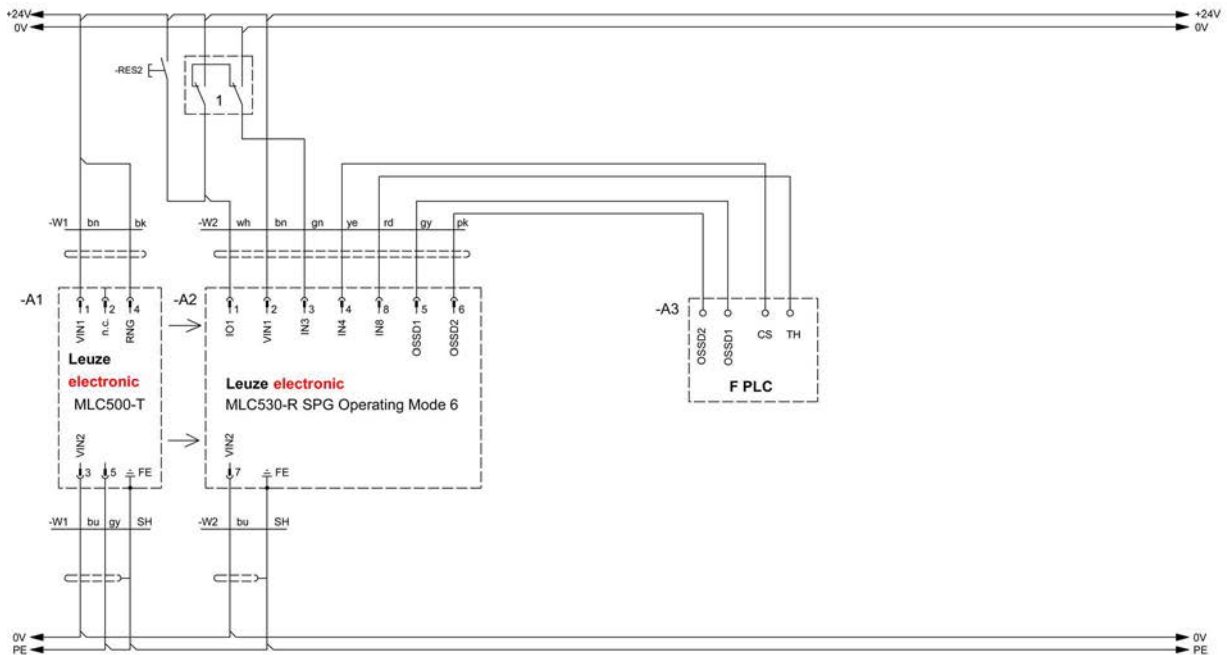 +24V
+24V
0V
0V
-RES2
1
-W1 bn bk
-W2 wh bn gn ye rd gy pk
-A1
1 2 4
VIN1 n.c. RNG
Leuze
electronic
MLC500-T
VIN2
3 5 FE
-A2
1 2 3 4 8 5 6
IO1 VIN1 IN3 IN4 IN8 OSSD1 OSSD2
Leuze electronic
MLC530-R SPG Operating Mode 6
VIN2
7 FE
-A3
OSSD2 OSSD1 CS TH
F PLC
-W1 bu gy SH
-W2 bu SH
0V
0V
PE
PE